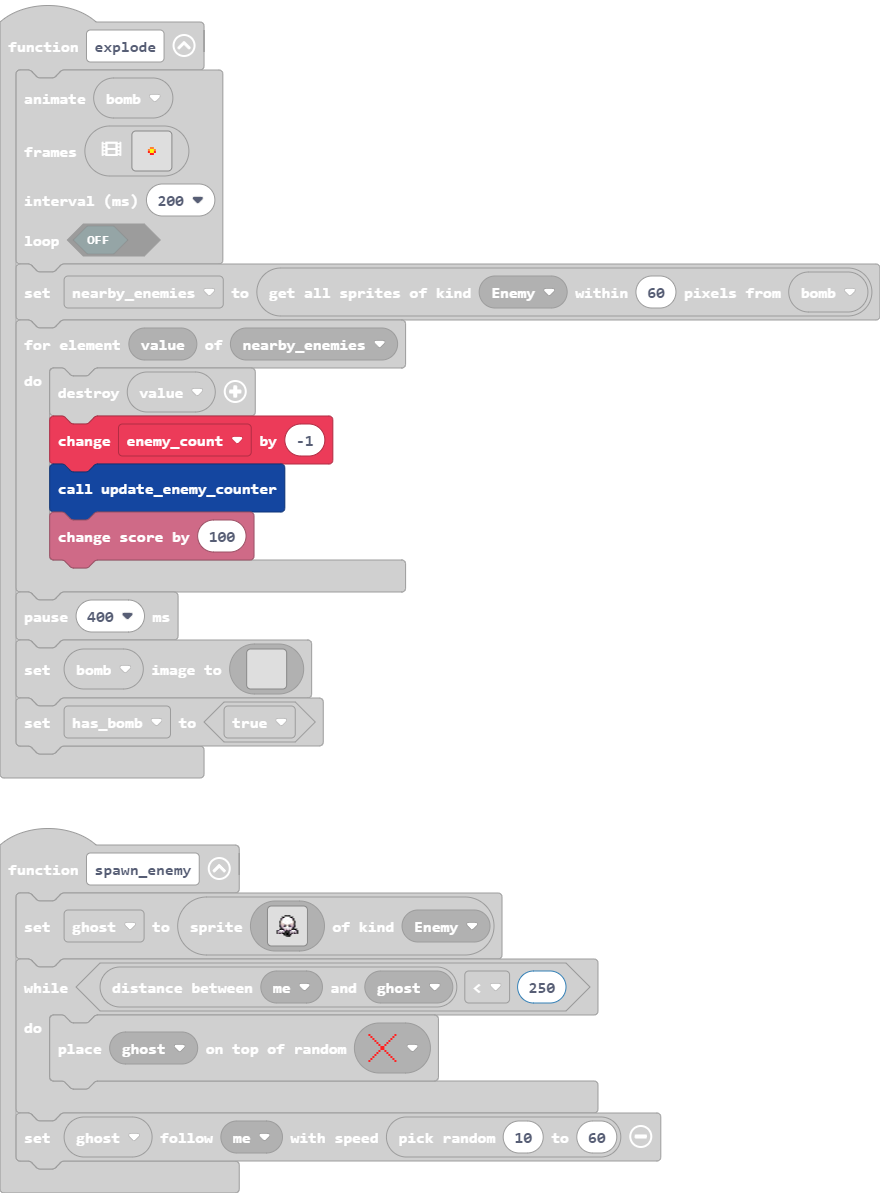 function explode
animate bomb
frames
interval (ms) 200
loop OFF
set nearby_enemies to get all sprites of kind Enemy within 60 pixels from bomb
for element value of nearby_enemies
do
destroy value
change enemy_count by -1
call update_enemy_counter
change score by 100
pause 400 ms
set bomb image to
set has_bomb to true
function spawn_enemy
set ghost to sprite of kind Enemy
while distance between me and ghost < 250
do
place ghost on top of random
set ghost follow me with speed pick random 10 to 60